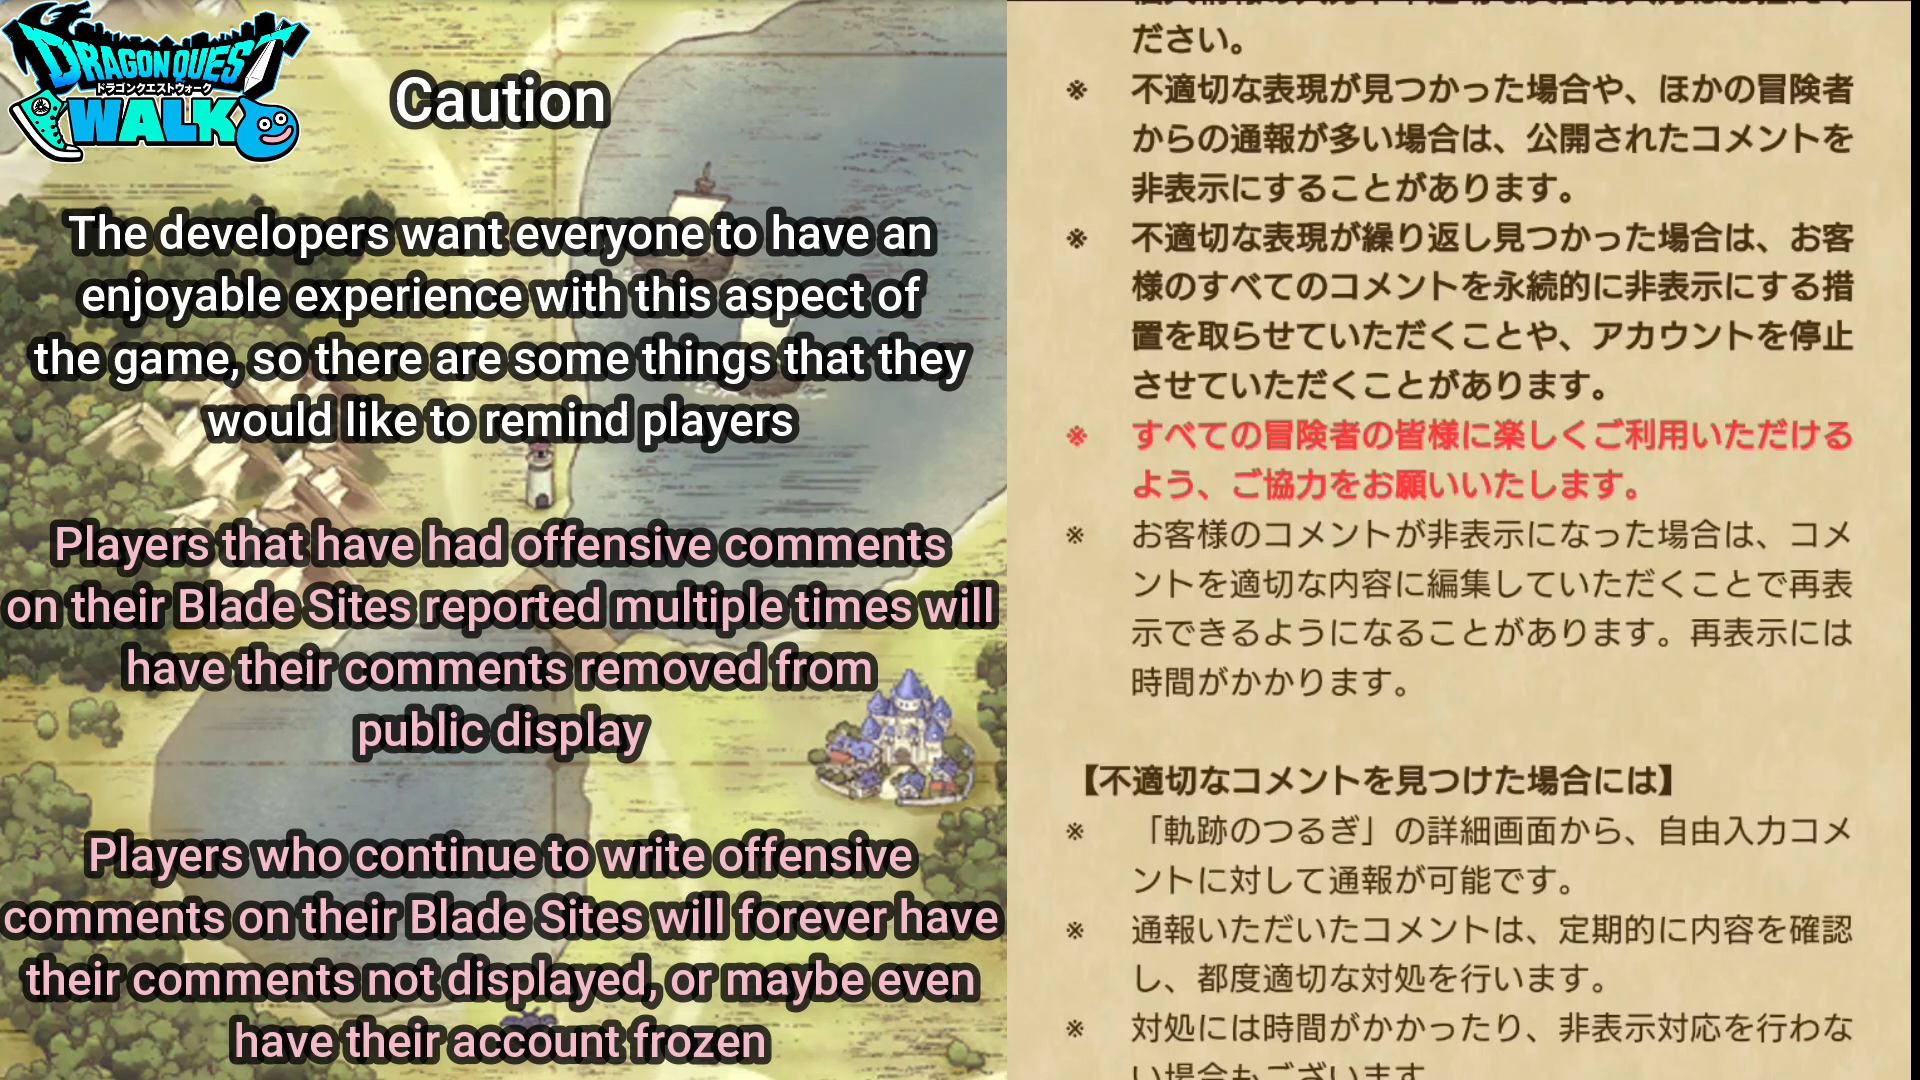 DRAGON QUEST
ドラゴンクエストウォーク
WALK
Caution
The developers want everyone to have an
enjoyable experience with this aspect of
the game, so there are some things that they
would like to remind players
Players that have had offensive comments
on their Blade Sites reported multiple times will
have their comments removed from
public display
Players who continue to write offensive
comments on their Blade Sites will forever have
their comments not displayed, or maybe even
have their account frozen
ださい。
※ 不適切な表現が見つかった場合や、ほかの冒険者
からの通報が多い場合は、公開されたコメントを
非表示にすることがあります。
※ 不適切な表現が繰り返し見つかった場合は、お客
様のすべてのコメントを永続的に非表示にする措
置を取らせていただくことや、アカウントを停止
させていただくことがあります。
※ すべての冒険者の皆様に楽しくご利用いただける
よう、ご協力をお願いいたします。
※ お客様のコメントが非表示になった場合は、コメ
ントを適切な内容に編集していただくことで再表
示できるようになることがあります。再表示には
時間がかかります。
【不適切なコメントを見つけた場合には】
※ 「軌跡のつるぎ」の詳細画面から、自由入力コメ
ントに対して通報が可能です。
※ 通報いただいたコメントは、定期的に内容を確認
し、都度適切な対処を行います。
※ 対処には時間がかかったり、非表示対応を行わな
い場合もございます